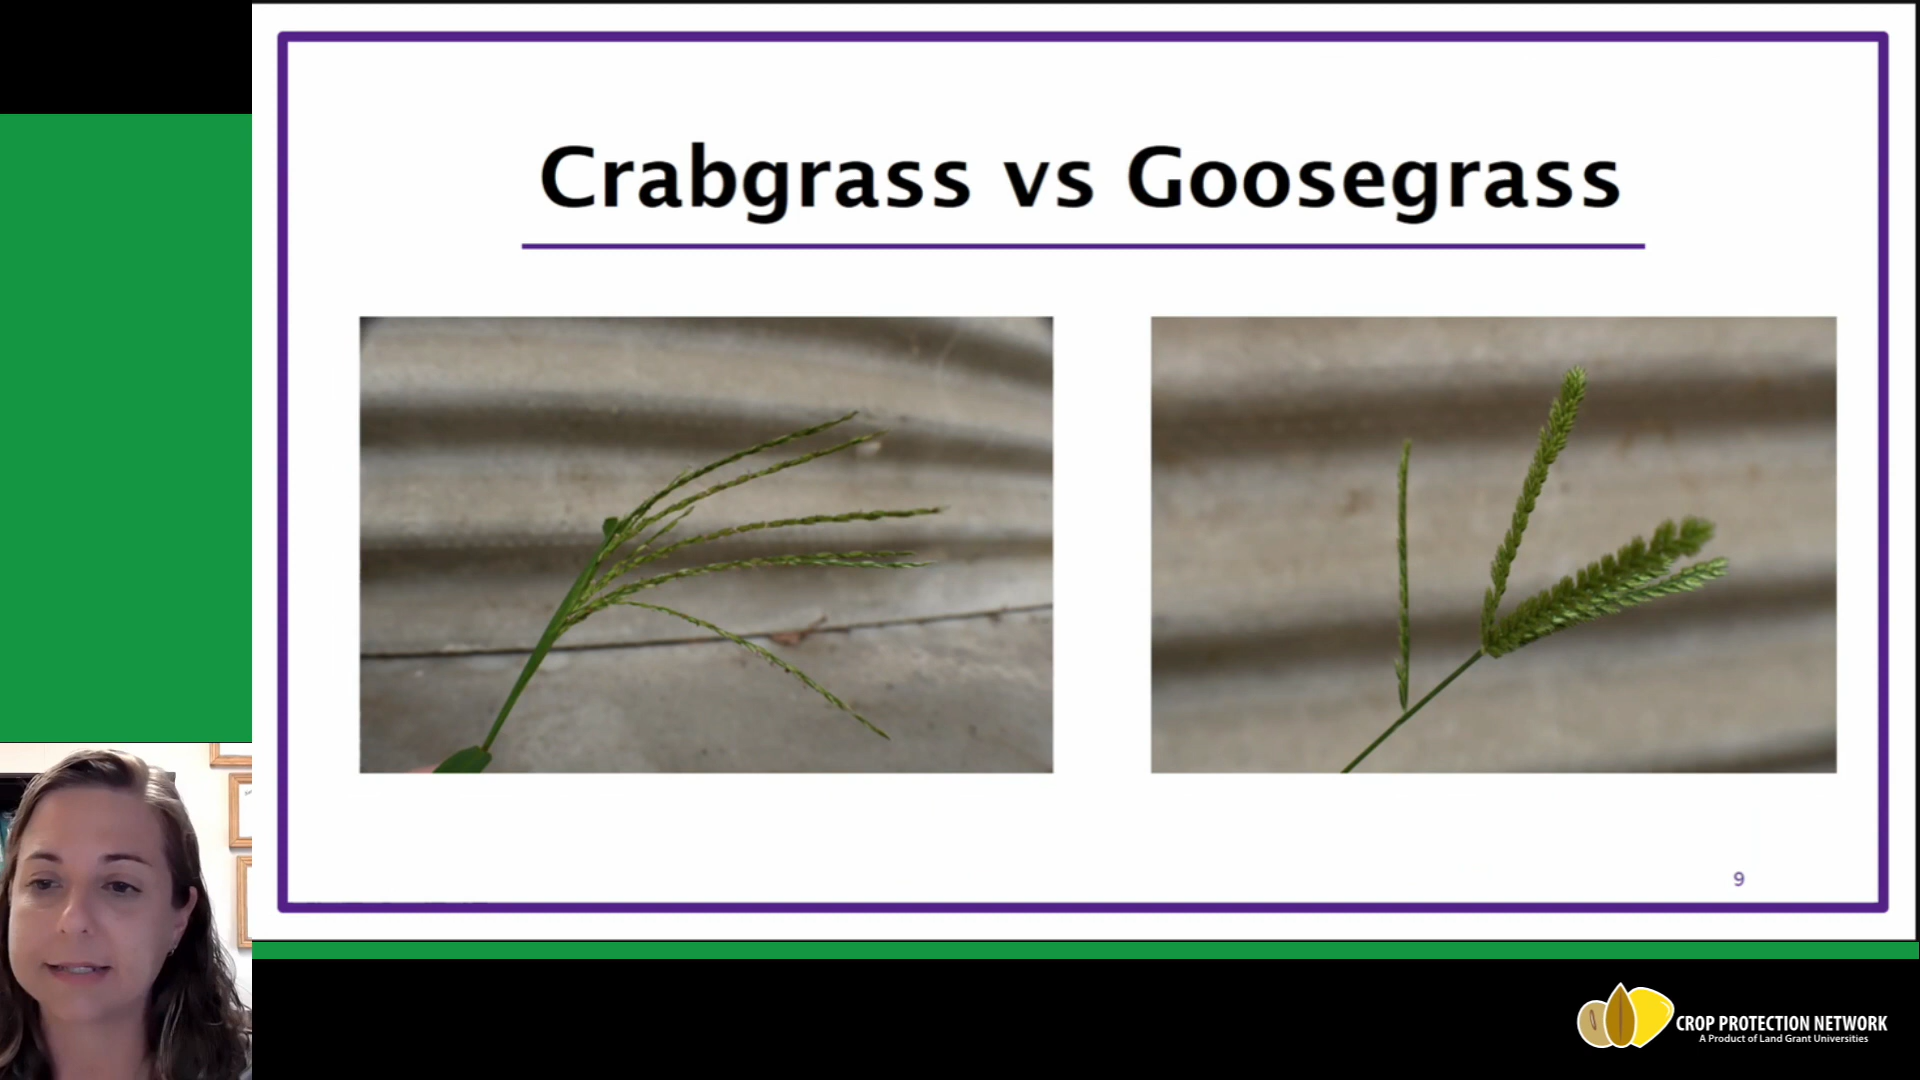 Crabgrass vs Goosegrass
9
CROP PROTECTION NETWORK
A Product of Land Grant Universities